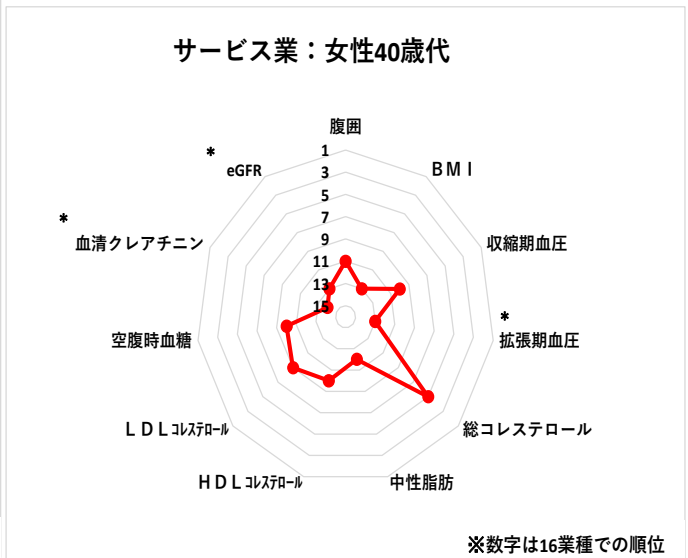 サービス業：女性40歳代
腹囲
BMI
収縮期血圧
*
拡張期血圧
総コレステロール
中性脂肪
HDLコレステロール
LDLコレステロール
空腹時血糖
*
血清クレアチニン
*
eGFR
1
3
5
7
9
11
13
15
※数字は16業種での順位